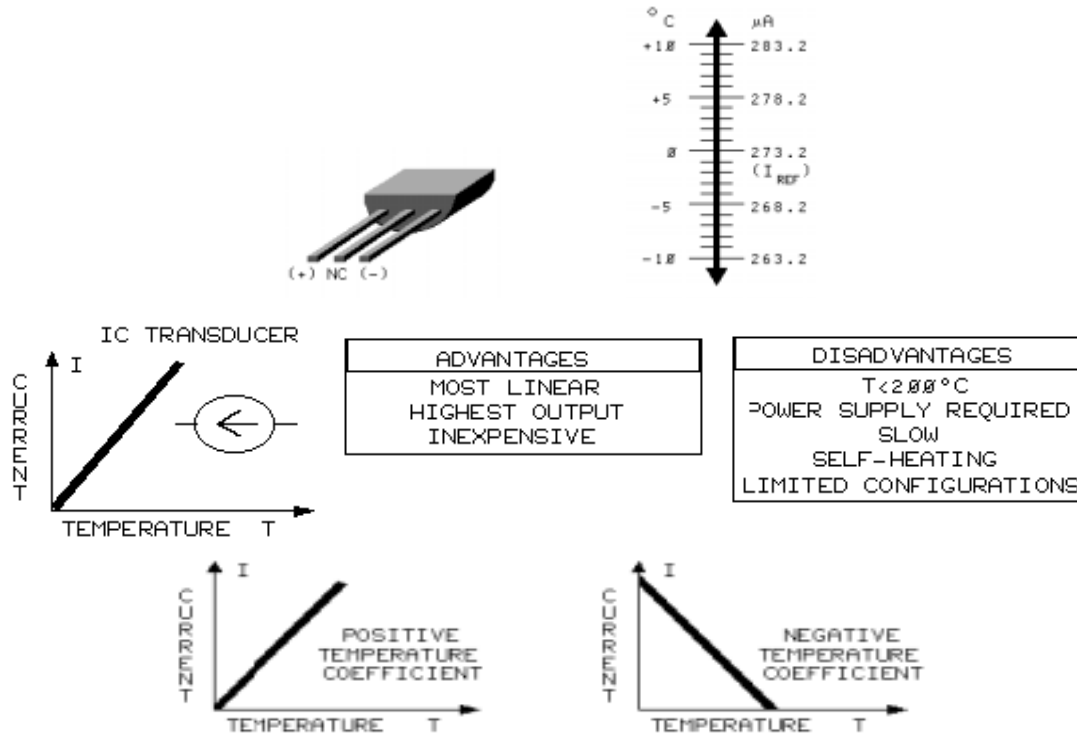 °C µA
+10 283.2
+5 278.2
0 273.2
(I REF)
-5 268.2
-10 263.2
(+) NC (-)
IC TRANSDUCER
I
CURRENT
TEMPERATURE T
ADVANTAGES
MOST LINEAR
HIGHEST OUTPUT
INEXPENSIVE
DISADVANTAGES
T<200°C
POWER SUPPLY REQUIRED
SLOW
SELF-HEATING
LIMITED CONFIGURATIONS
I
CURRENT
POSITIVE
TEMPERATURE
COEFFICIENT
TEMPERATURE T
I
CURRENT
NEGATIVE
TEMPERATURE
COEFFICIENT
TEMPERATURE T